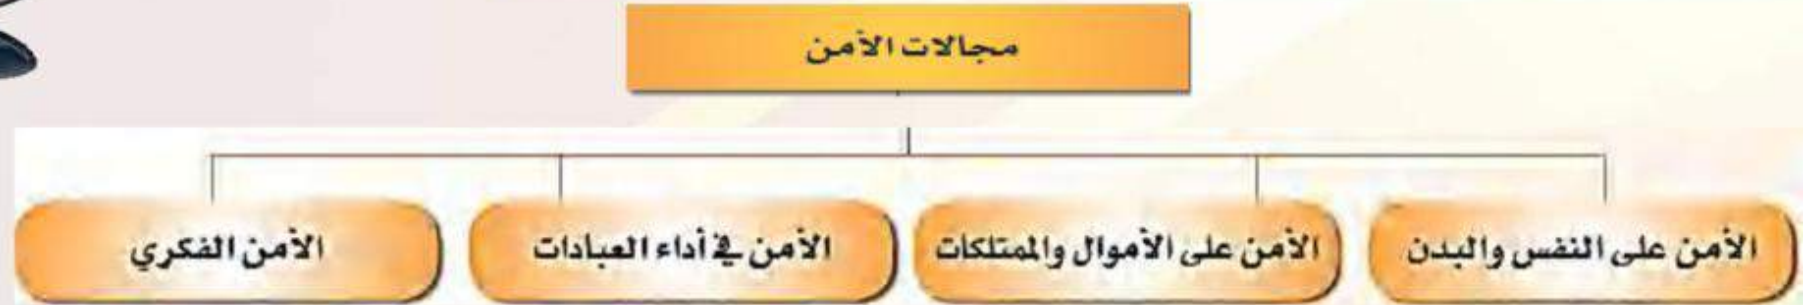 مجالات الأمن
الأمن على النفس والبدن
الأمن على الأموال والممتلكات
الأمن في أداء العبادات
الأمن الفكري